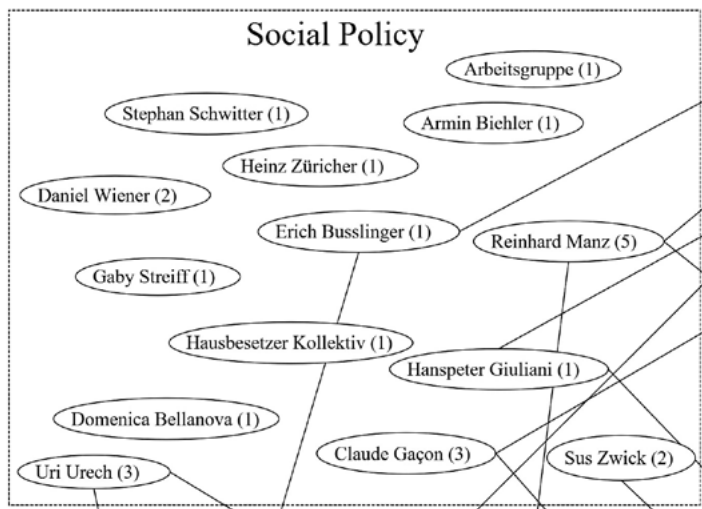 Social Policy
Arbeitsgruppe (1)
Stephan Schwitter (1)
Armin Biehler (1)
Heinz Züricher (1)
Daniel Wiener (2)
Erich Busslinger (1)
Reinhard Manz (5)
Gaby Streiff (1)
Hausbesetzer Kollektiv (1)
Hanspeter Giuliani (1)
Domenica Bellanova (1)
Claude Gaçon (3)
Sus Zwick (2)
Uri Urech (3)